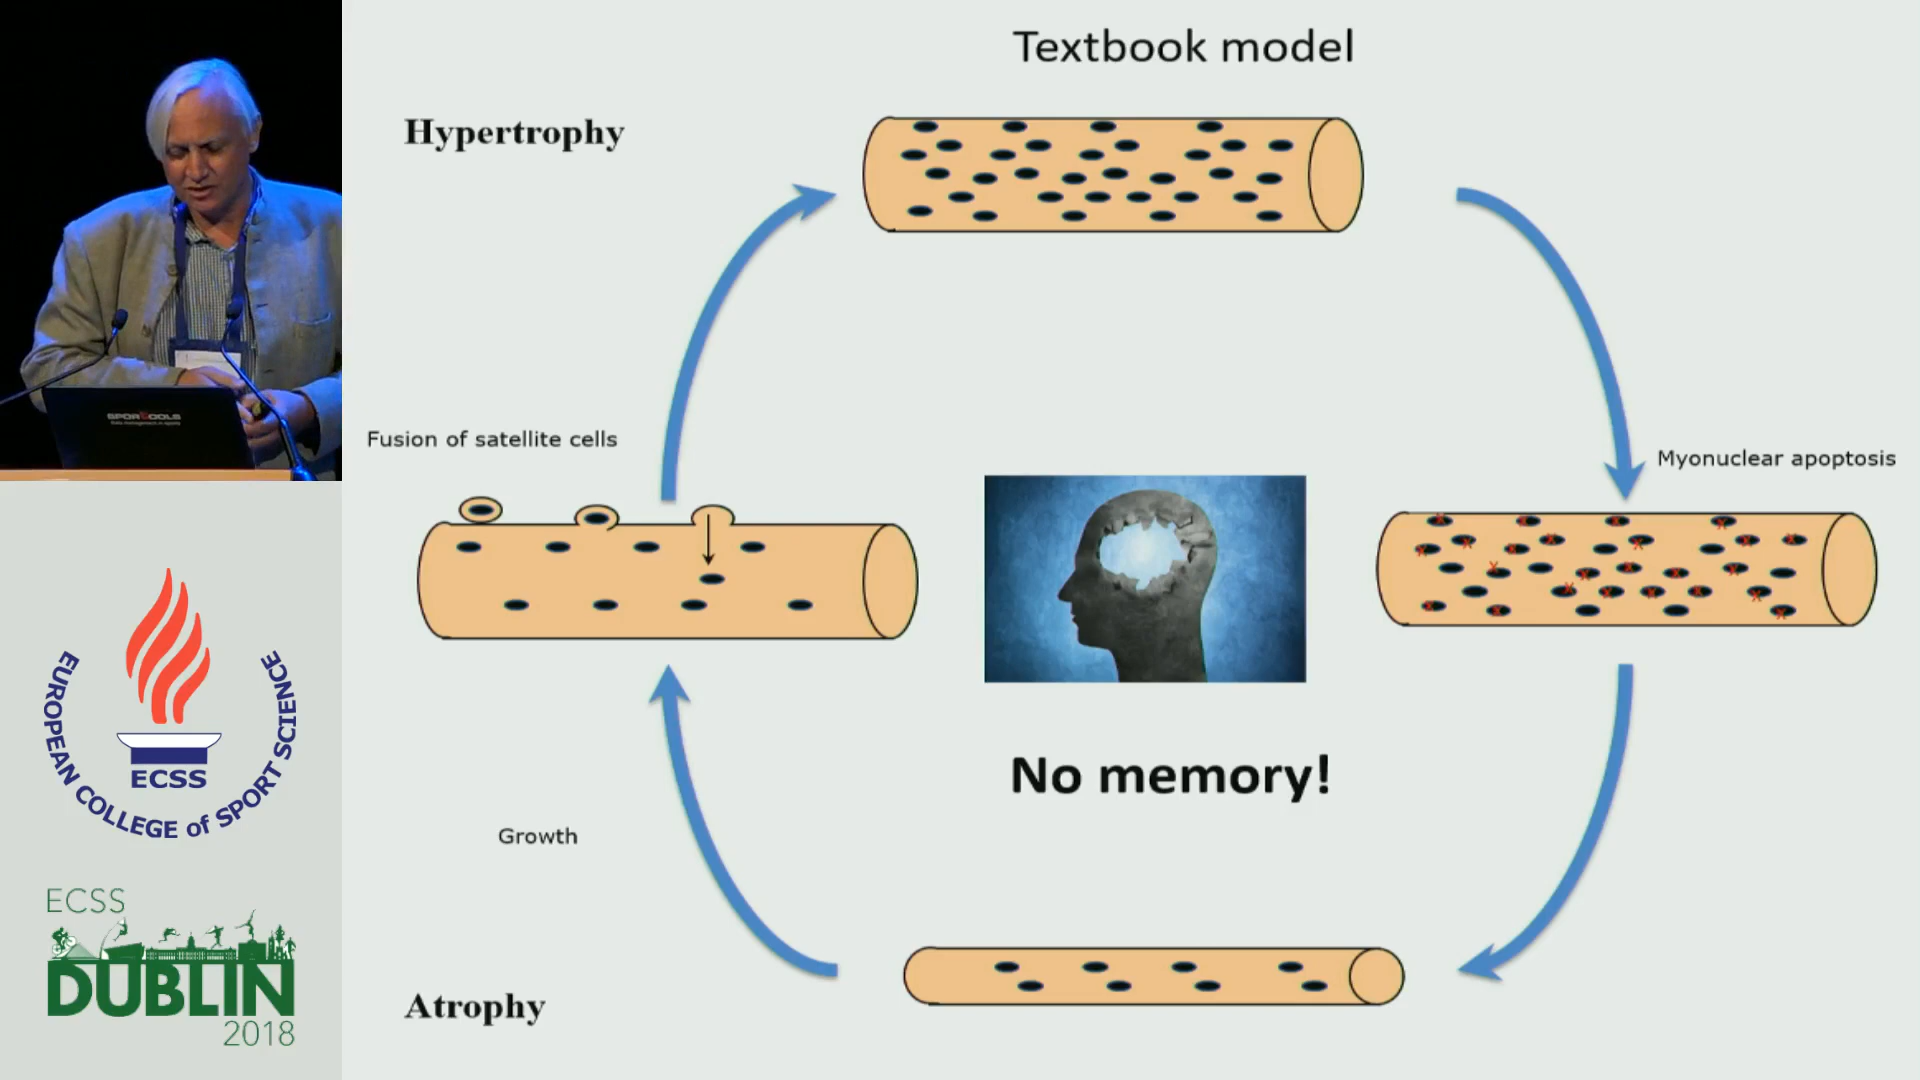 Textbook model
Hypertrophy
Fusion of satellite cells
Myonuclear apoptosis
No memory!
Growth
Atrophy
SPORTOOLS
EUROPEAN COLLEGE of SPORT SCIENCE
ECSS
ECSS
DUBLIN
2018